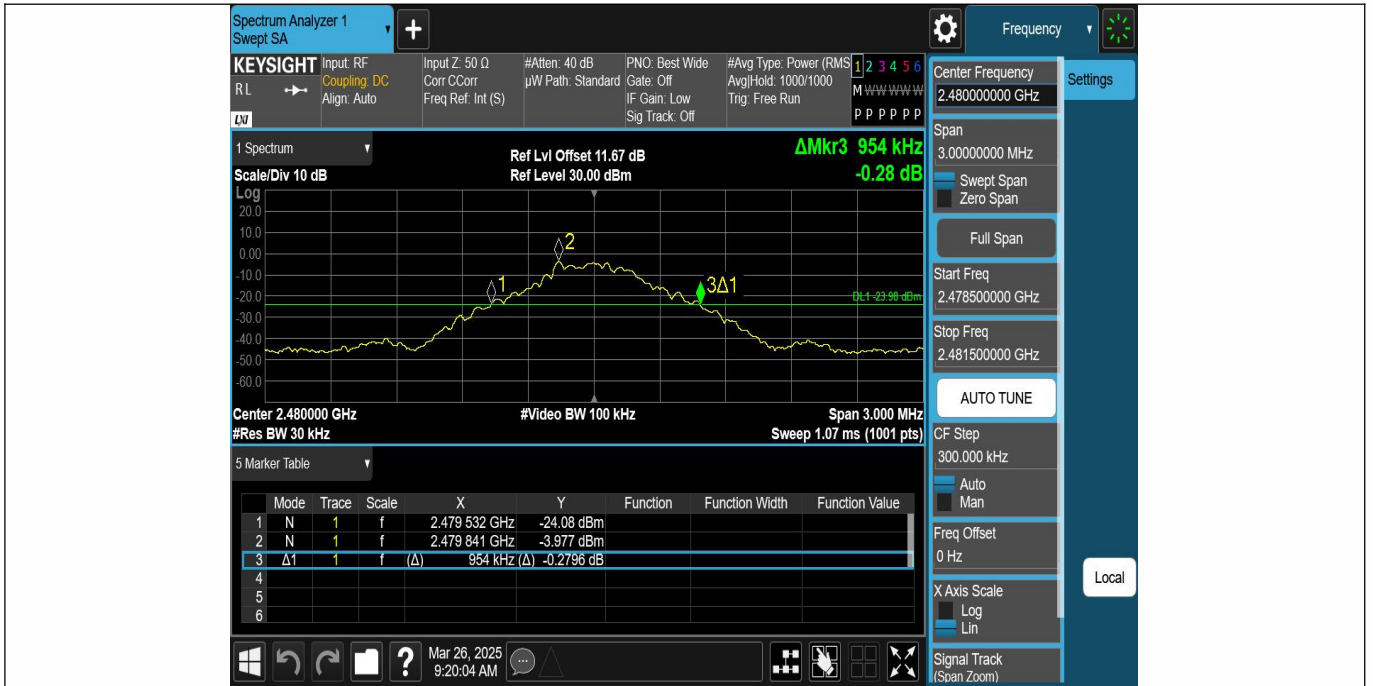 Spectrum Analyzer 1
Swept SA
+
Frequency
KEYSIGHT
RL
LXI
Input: RF
Coupling: DC
Align: Auto
Input Z: 50 Ω
Corr CCorr
Freq Ref: Int (S)
#Atten: 40 dB
µW Path: Standard
PNO: Best Wide
Gate: Off
IF Gain: Low
Sig Track: Off
#Avg Type: Power (RMS
Avg|Hold: 1000/1000
Trig: Free Run
1 2 3 4 5 6
M W W W W W
P P P P P P
1 Spectrum
Scale/Div 10 dB
Ref Lvl Offset 11.67 dB
Ref Level 30.00 dBm
ΔMkr3 954 kHz
-0.28 dB
Log
20.0
10.0
0.00
-10.0
-20.0
-30.0
-40.0
-50.0
-60.0
1
2
3Δ1
DL1 -23.98 dBm
Center 2.480000 GHz
#Video BW 100 kHz
Span 3.000 MHz
#Res BW 30 kHz
Sweep 1.07 ms (1001 pts)
5 Marker Table
Mode Trace Scale X Y Function Function Width Function Value
1 N 1 f 2.479 532 GHz -24.08 dBm
2 N 1 f 2.479 841 GHz -3.977 dBm
3 Δ1 1 f (Δ) 954 kHz (Δ) -0.2796 dB
4
5
6
Mar 26, 2025
9:20:04 AM
?
Center Frequency
2.480000000 GHz
Settings
Span
3.00000000 MHz
Swept Span
Zero Span
Full Span
Start Freq
2.478500000 GHz
Stop Freq
2.481500000 GHz
AUTO TUNE
CF Step
300.000 kHz
Auto
Man
Freq Offset
0 Hz
X Axis Scale
Log
Lin
Local
Signal Track
(Span Zoom)